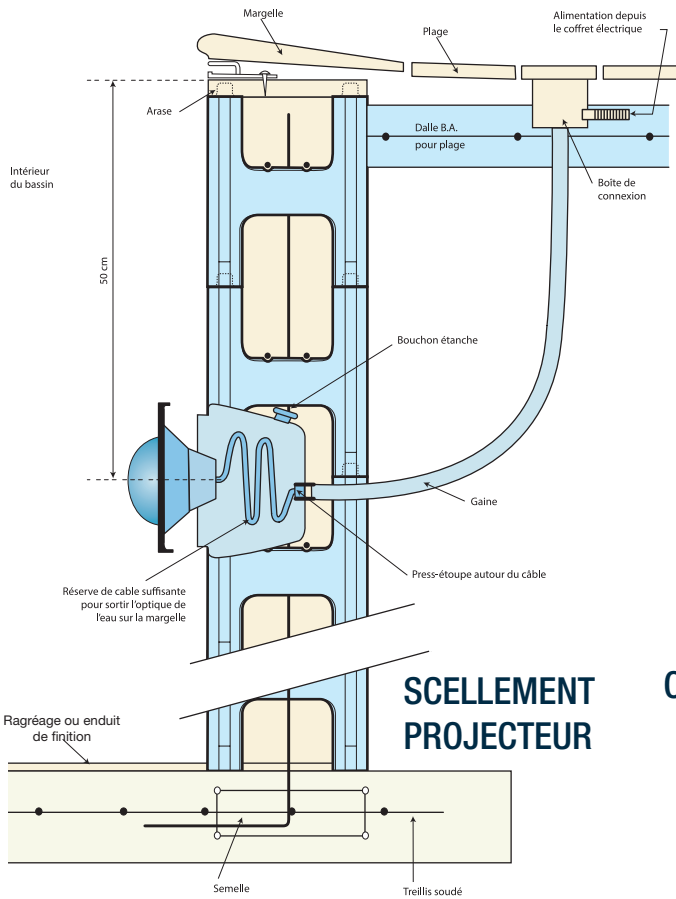 Margelle
Alimentation depuis
le coffret électrique
Plage
Arase
Dalle B.A.
pour plage
Intérieur
du bassin
Boîte de
connexion
50 cm
Bouchon étanche
Gaine
Press-étoupe autour du câble
Réserve de cable suffisante
pour sortir l'optique de
l'eau sur la margelle
SCELLEMENT
PROJECTEUR
Ragréage ou enduit
de finition
Semelle
Treillis soudé